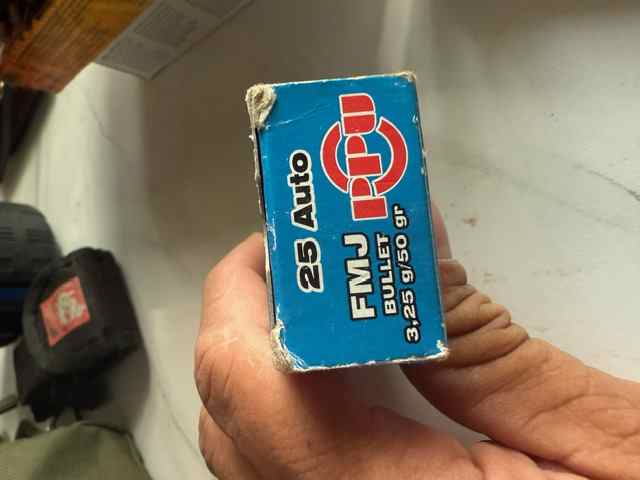 PPU
25 Auto
FMJ
BULLET
3,25 g/50 gr